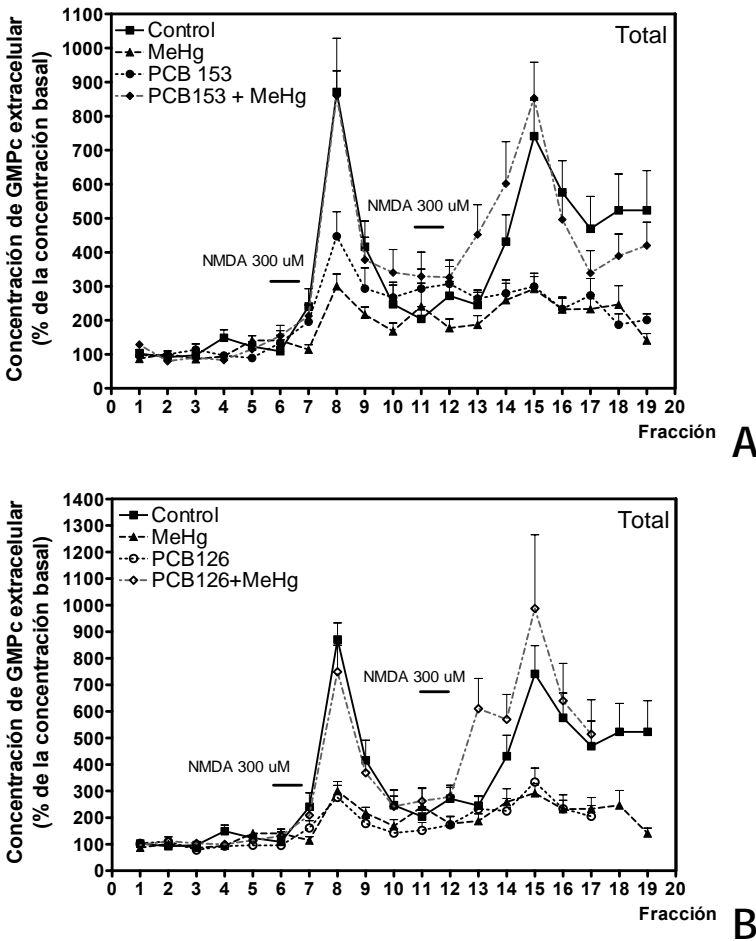 Concentración de GMPc extracelular
(% de la concentración basal)
1100
1000
900
800
700
600
500
400
300
200
100
0
Control
MeHg
PCB 153
PCB153 + MeHg
Total
NMDA 300 uM
NMDA 300 uM
0 1 2 3 4 5 6 7 8 9 10 11 12 13 14 15 16 17 18 19 20
Fracción
A
Concentración de GMPc extracelular
(% de la concentración basal)
1400
1300
1200
1100
1000
900
800
700
600
500
400
300
200
100
0
Control
MeHg
PCB126
PCB126+MeHg
Total
NMDA 300 uM
NMDA 300 uM
0 1 2 3 4 5 6 7 8 9 10 11 12 13 14 15 16 17 18 19 20
Fracción
B